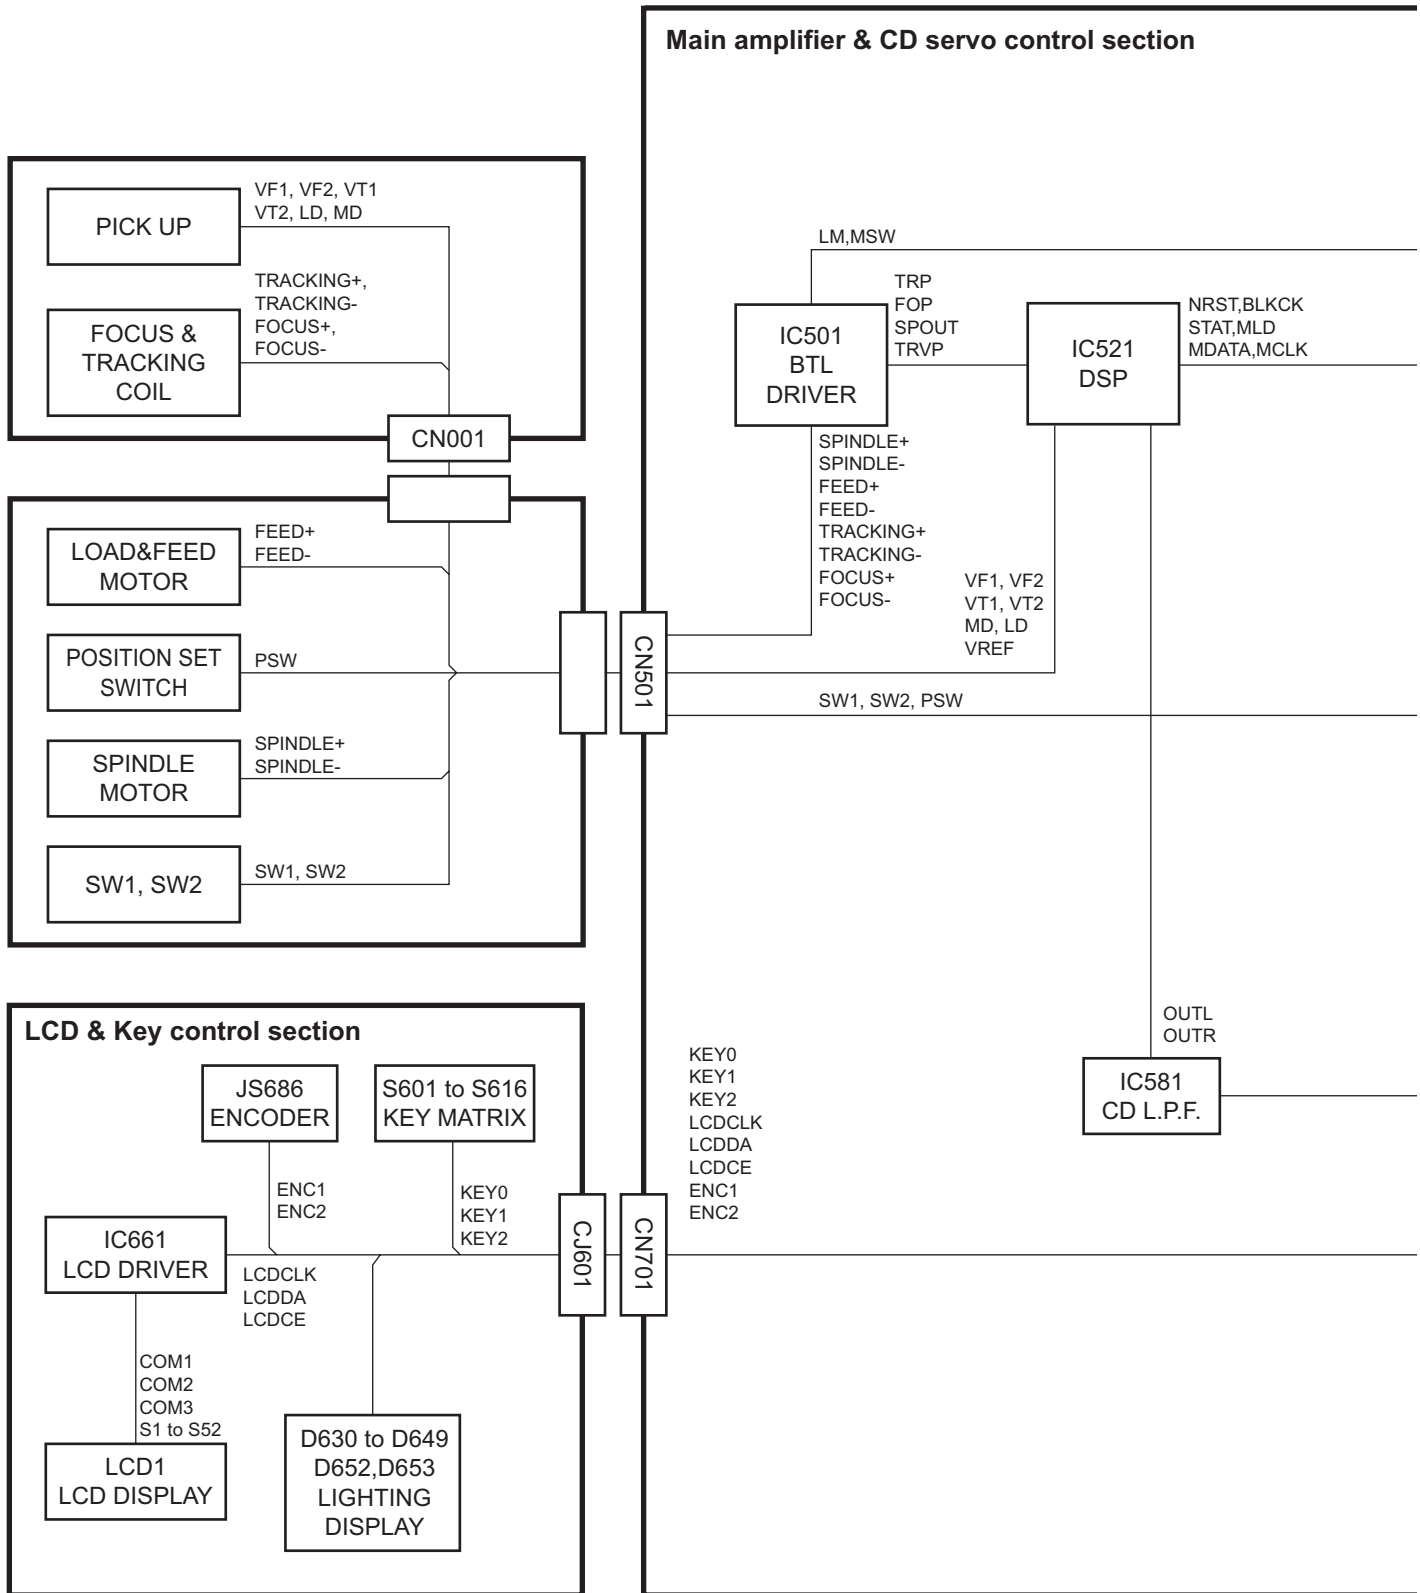 Main amplifier & CD servo control section
PICK UP
VF1, VF2, VT1
VT2, LD, MD
FOCUS &
TRACKING
COIL
TRACKING+,
TRACKING-
FOCUS+,
FOCUS-
CN001
LOAD&FEED
MOTOR
FEED+
FEED-
POSITION SET
SWITCH
PSW
SPINDLE
MOTOR
SPINDLE+
SPINDLE-
SW1, SW2
SW1, SW2
CN501
LM,MSW
IC501
BTL
DRIVER
TRP
FOP
SPOUT
TRVP
IC521
DSP
NRST,BLKCK
STAT,MLD
MDATA,MCLK
SPINDLE+
SPINDLE-
FEED+
FEED-
TRACKING+
TRACKING-
FOCUS+
FOCUS-
VF1, VF2
VT1, VT2
MD, LD
VREF
SW1, SW2, PSW
OUTL
OUTR
IC581
CD L.P.F.
LCD & Key control section
JS686
ENCODER
S601 to S616
KEY MATRIX
ENC1
ENC2
KEY0
KEY1
KEY2
IC661
LCD DRIVER
LCDCLK
LCDDA
LCDCE
COM1
COM2
COM3
S1 to S52
LCD1
LCD DISPLAY
D630 to D649
D652,D653
LIGHTING
DISPLAY
CJ601
CN701
KEY0
KEY1
KEY2
LCDCLK
LCDDA
LCDCE
ENC1
ENC2